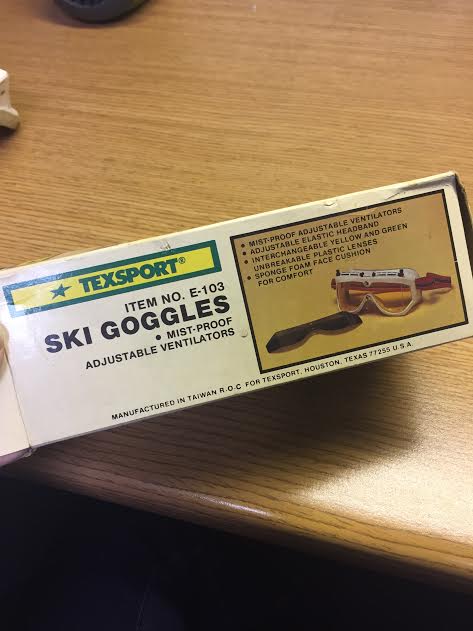 TEXSPORT®
ITEM NO. E-103
SKI GOGGLES
• MIST-PROOF
ADJUSTABLE VENTILATORS
• MIST-PROOF ADJUSTABLE VENTILATORS
• ADJUSTABLE ELASTIC HEADBAND
• INTERCHANGEABLE YELLOW AND GREEN
UNBREAKABLE PLASTIC LENSES
• SPONGE FOAM FACE CUSHION
FOR COMFORT
MANUFACTURED IN TAIWAN R.O.C FOR TEXSPORT. HOUSTON, TEXAS 77255 U.S.A.